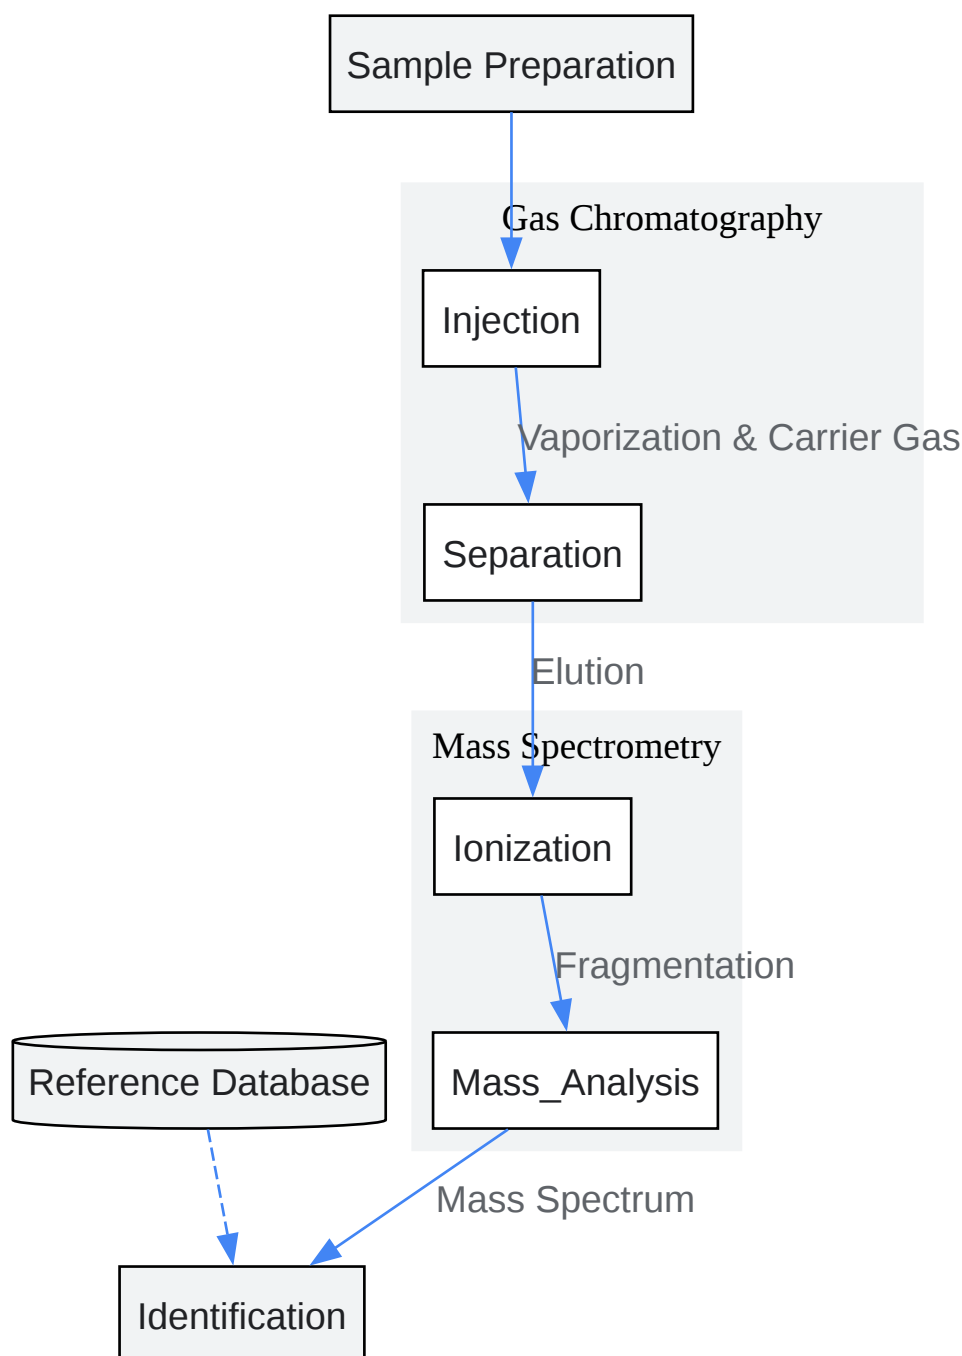 Sample Preparation
Gas Chromatography
Injection
Vaporization & Carrier Gas
Separation
Elution
Mass Spectrometry
Ionization
Fragmentation
Reference Database
Mass_Analysis
Mass Spectrum
Identification